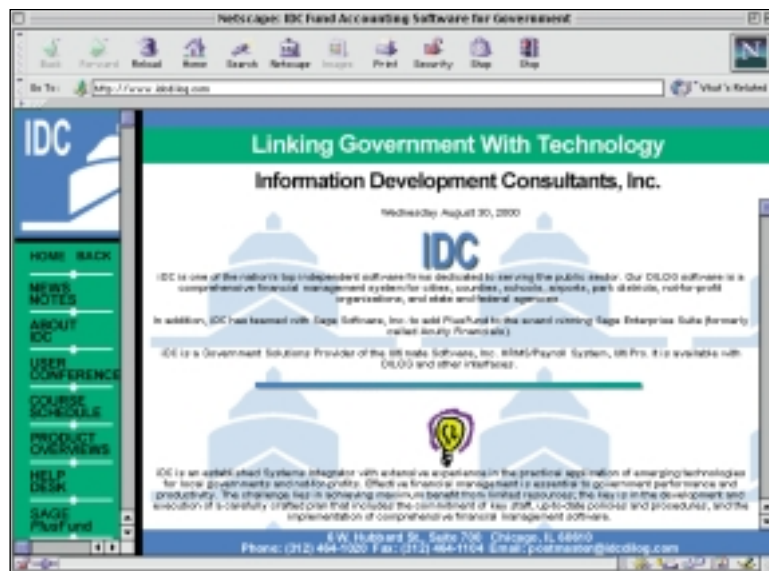 Netscape: IDC Fund Accounting Software for Government
Back Forward Reload Home Search Netscape Images Print Security Shop Stop
Go To: http://www.idcdilog.com What's Related
IDC
Linking Government With Technology
Information Development Consultants, Inc.
Wednesday August 30, 2000
IDC
IDC is one of the nation's top independent software firms dedicated to serving the public sector. Our DILOG software is a
comprehensive financial management system for cities, counties, schools, airports, park districts, not-for-profit
organizations, and state and federal agencies.
In addition, IDC has teamed with Sage Software, Inc. to add PlusFund to the award winning Sage Enterprise Suite (formerly
called Acuity Financials)
IDC is a Government Solutions Provider of the Ultimate Software, Inc. HRMS/Payroll System, UltiPro. It is available with
DILOG and other interfaces.
IDC is an established Systems Integrator with extensive experience in the practical application of emerging technologies
for local governments and not-for-profits. Effective financial management is essential to government performance and
productivity. The challenge lies in achieving maximum benefit from limited resources; the key is in the development and
execution of a carefully crafted plan that includes the commitment of key staff, up-to-date policies and procedures, and the
implementation of comprehensive financial management software.
HOME BACK
NEWS
NOTES
ABOUT
IDC
USER
CONFERENCE
COURSE
SCHEDULE
PRODUCT
OVERVIEWS
HELP
DESK
SAGE
PlusFund
6 W. Hubbard St., Suite 700 Chicago, IL 60610
Phone: (312) 464-1020 Fax: (312) 464-1104 Email: postmaster@idcdilog.com